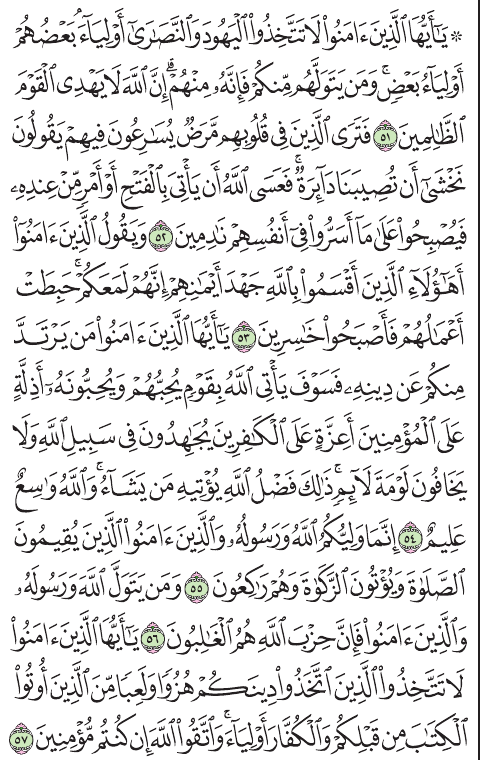 ۞ يَٰٓأَيُّهَا ٱلَّذِينَ ءَامَنُوا۟ لَا تَتَّخِذُوا۟ ٱلْيَهُودَ وَٱلنَّصَٰرَىٰٓ أَوْلِيَآءَۘ بَعْضُهُمْ
أَوْلِيَآءُ بَعْضٍۚ وَمَن يَتَوَلَّهُم مِّنكُمْ فَإِنَّهُۥ مِنْهُمْۗ إِنَّ ٱللَّهَ لَا يَهْدِى ٱلْقَوْمَ
ٱلظَّٰلِمِينَ ٥١ فَتَرَى ٱلَّذِينَ فِى قُلُوبِهِم مَّرَضٌ يُسَٰرِعُونَ فِيهِمْ يَقُولُونَ
نَخْشَىٰٓ أَن تُصِيبَنَا دَآئِرَةٌۚ فَعَسَى ٱللَّهُ أَن يَأْتِىَ بِٱلْفَتْحِ أَوْ أَمْرٍ مِّنْ عِندِهِۦ
فَيُصْبِحُوا۟ عَلَىٰ مَآ أَسَرُّوا۟ فِىٓ أَنفُسِهِمْ نَٰدِمِينَ ٥٢ وَيَقُولُ ٱلَّذِينَ ءَامَنُوٓا۟
أَهَٰٓؤُلَآءِ ٱلَّذِينَ أَقْسَمُوا۟ بِٱللَّهِ جَهْدَ أَيْمَٰنِهِمْ إِنَّهُمْ لَمَعَكُمْۚ حَبِطَتْ
أَعْمَٰلُهُمْ فَأَصْبَحُوا۟ خَٰسِرِينَ ٥٣ يَٰٓأَيُّهَا ٱلَّذِينَ ءَامَنُوا۟ مَن يَرْتَدَّ
مِنكُمْ عَن دِينِهِۦ فَسَوْفَ يَأْتِى ٱللَّهُ بِقَوْمٍ يُحِبُّهُمْ وَيُحِبُّونَهُۥٓ أَذِلَّةٍ
عَلَى ٱلْمُؤْمِنِينَ أَعِزَّةٍ عَلَى ٱلْكَٰفِرِينَ يُجَٰهِدُونَ فِى سَبِيلِ ٱللَّهِ وَلَا
يَخَافُونَ لَوْمَةَ لَآئِمٍۚ ذَٰلِكَ فَضْلُ ٱللَّهِ يُؤْتِيهِ مَن يَشَآءُۚ وَٱللَّهُ وَٰسِعٌ
عَلِيمٌ ٥٤ إِنَّمَا وَلِيُّكُمُ ٱللَّهُ وَرَسُولُهُۥ وَٱلَّذِينَ ءَامَنُوا۟ ٱلَّذِينَ يُقِيمُونَ
ٱلصَّلَوٰةَ وَيُؤْتُونَ ٱلزَّكَوٰةَ وَهُمْ رَٰكِعُونَ ٥٥ وَمَن يَتَوَلَّ ٱللَّهَ وَرَسُولَهُۥ
وَٱلَّذِينَ ءَامَنُوا۟ فَإِنَّ حِزْبَ ٱللَّهِ هُمُ ٱلْغَٰلِبُونَ ٥٦ يَٰٓأَيُّهَا ٱلَّذِينَ ءَامَنُوا۟
لَا تَتَّخِذُوا۟ ٱلَّذِينَ ٱتَّخَذُوا۟ دِينَكُمْ هُزُوًا وَلَعِبًا مِّنَ ٱلَّذِينَ أُوتُوا۟
ٱلْكِتَٰبَ مِن قَبْلِكُمْ وَٱلْكُفَّارَ أَوْلِيَآءَۚ وَٱتَّقُوا۟ ٱللَّهَ إِن كُنتُم مُّؤْمِنِينَ ٥٧